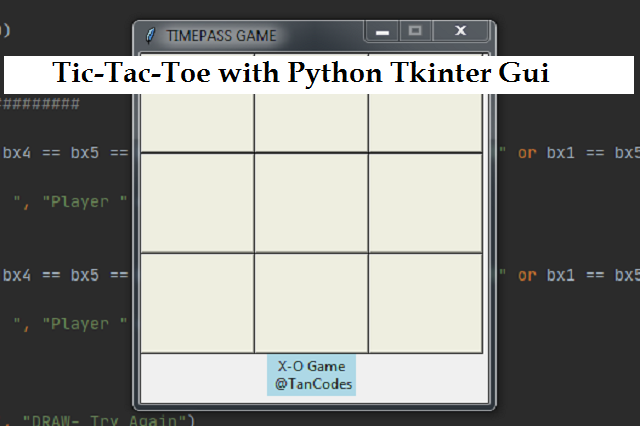 )
TIMEPASS GAME
Tic-Tac-Toe with Python Tkinter Gui
#########
bx4 == bx5 == " or bx1 == bx5
", "Player "
bx4 == bx5 == " or bx1 == bx5
", "Player "
X-O Game
@TanCodes
, "DRAW- Try Again")